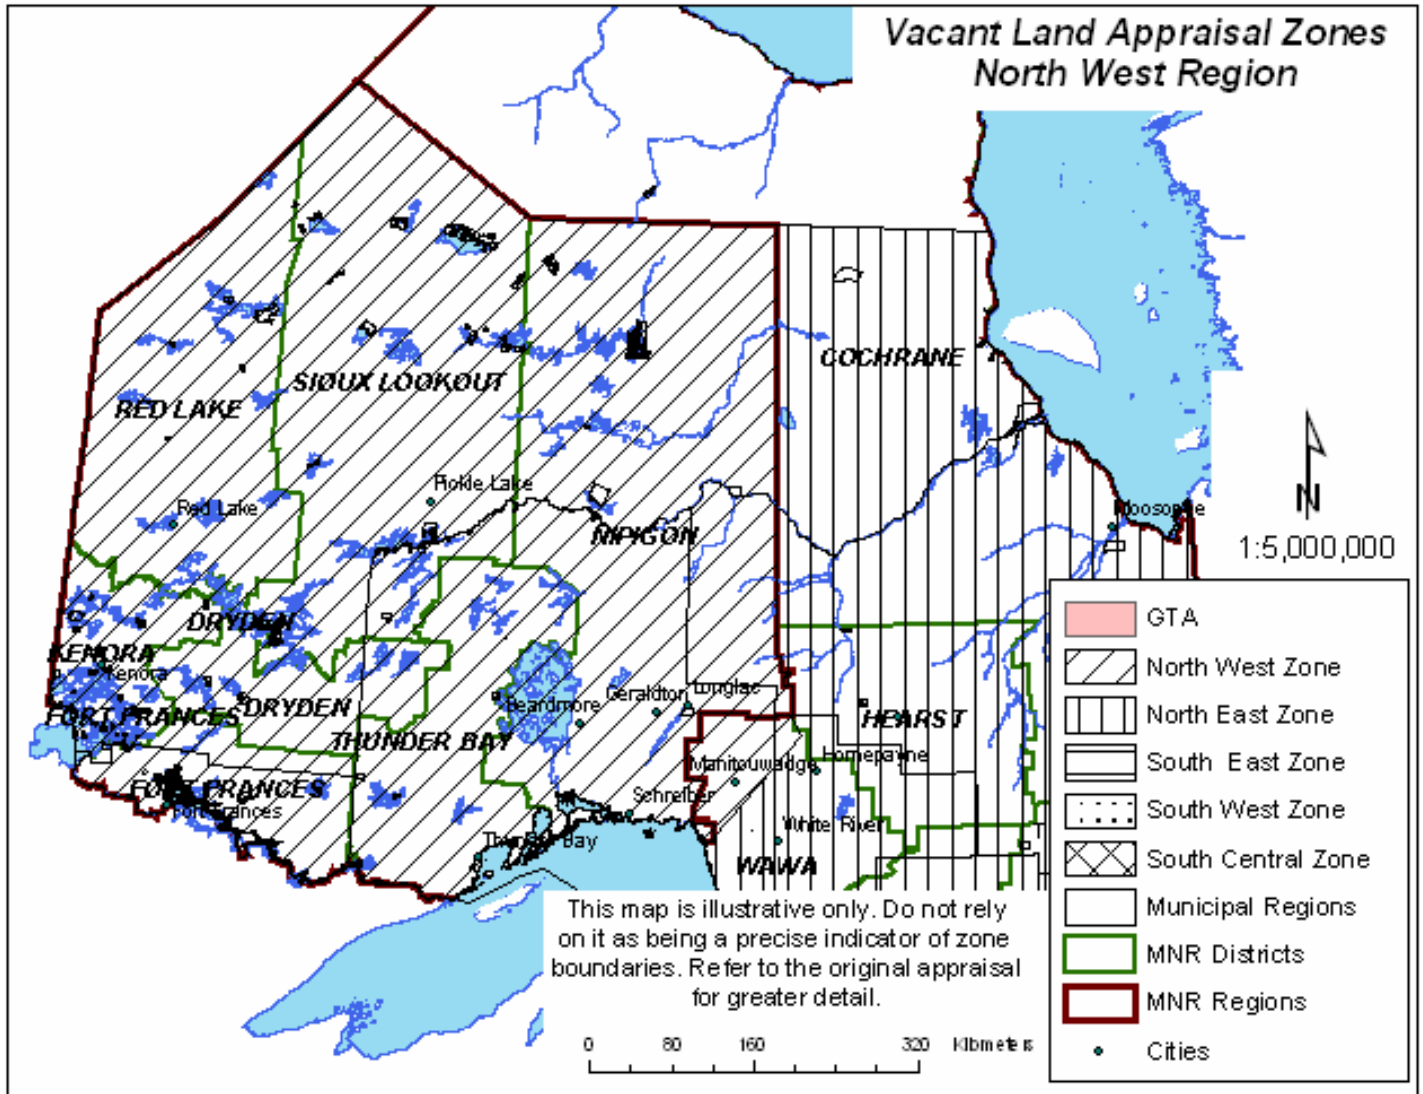 Vacant Land Appraisal Zones
North West Region
COCHRANE
SIOUX LOOKOUT
RED LAKE
Pickle Lake
Red Lake
Moosonee
NIPIGON
N
1:5,000,000
DRYDEN
KENORA
Kenora
Geraldton
Longlac
Beardmore
FORT FRANCES
DRYDEN
HEARST
THUNDER BAY
Hornepayne
Manitouwadge
FORT FRANCES
Schreiber
Fort Frances
White River
Thunder Bay
WAWA
This map is illustrative only. Do not rely
on it as being a precise indicator of zone
boundaries. Refer to the original appraisal
for greater detail.
0 80 160 320 Kilometers
GTA
North West Zone
North East Zone
South East Zone
South West Zone
South Central Zone
Municipal Regions
MNR Districts
MNR Regions
Cities